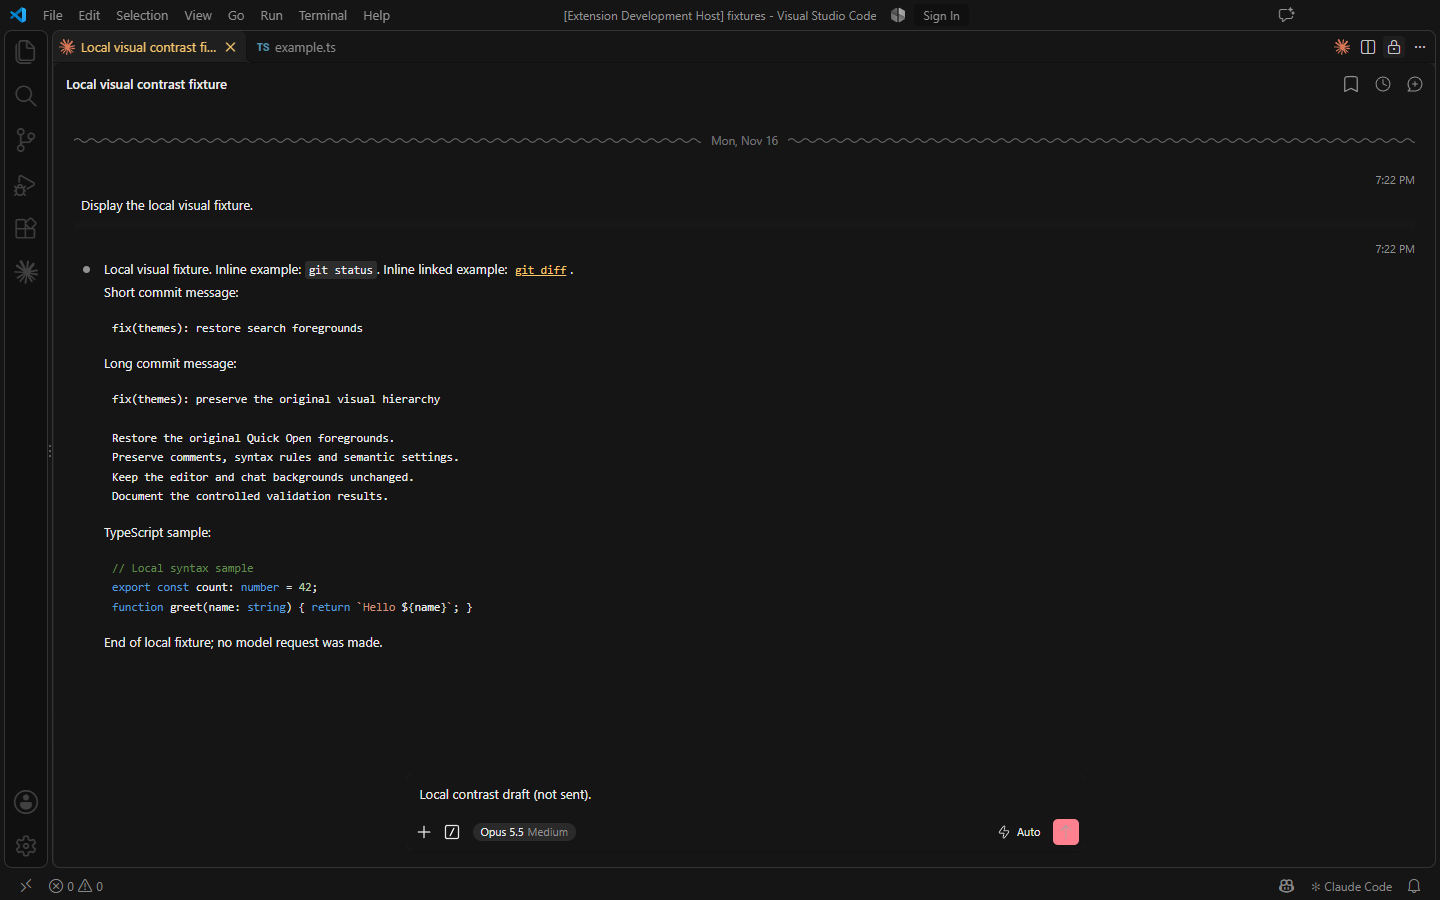 File Edit Selection View Go Run Terminal Help
[Extension Development Host] fixtures - Visual Studio Code
Sign In
Local visual contrast fi...
TS example.ts
Local visual contrast fixture
Mon, Nov 16
7:22 PM
Display the local visual fixture.
7:22 PM
Local visual fixture. Inline example: git status. Inline linked example: git diff.
Short commit message:
fix(themes): restore search foregrounds
Long commit message:
fix(themes): preserve the original visual hierarchy
Restore the original Quick Open foregrounds.
Preserve comments, syntax rules and semantic settings.
Keep the editor and chat backgrounds unchanged.
Document the controlled validation results.
TypeScript sample:
// Local syntax sample
export const count: number = 42;
function greet(name: string) { return `Hello ${name}`; }
End of local fixture; no model request was made.
Local contrast draft (not sent).
Opus 5.5 Medium
Auto
0 0
Claude Code